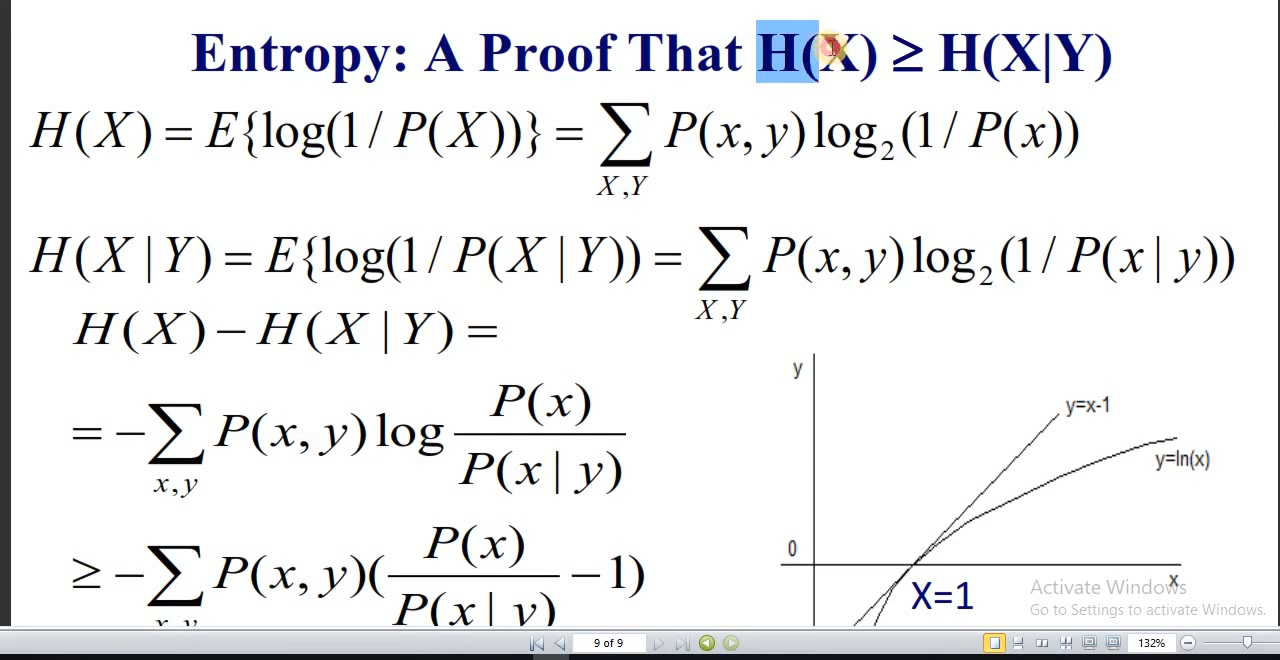 Entropy: A Proof That H(X) ≥ H(X|Y)
H(X) = E{log(1/ P(X))} = ∑ P(x, y) log₂(1/ P(x))
X,Y
H(X | Y) = E{log(1/ P(X | Y)) = ∑ P(x, y) log₂(1/ P(x | y))
X,Y
H(X) − H(X | Y) =
= −∑ P(x, y) log P(x) / P(x | y)
x,y
≥ −∑ P(x, y)( P(x) / P(x | y) − 1)
x,y
y
y=x-1
y=ln(x)
0
x
X=1
Activate Windows
Go to Settings to activate Windows.
9 of 9
132%